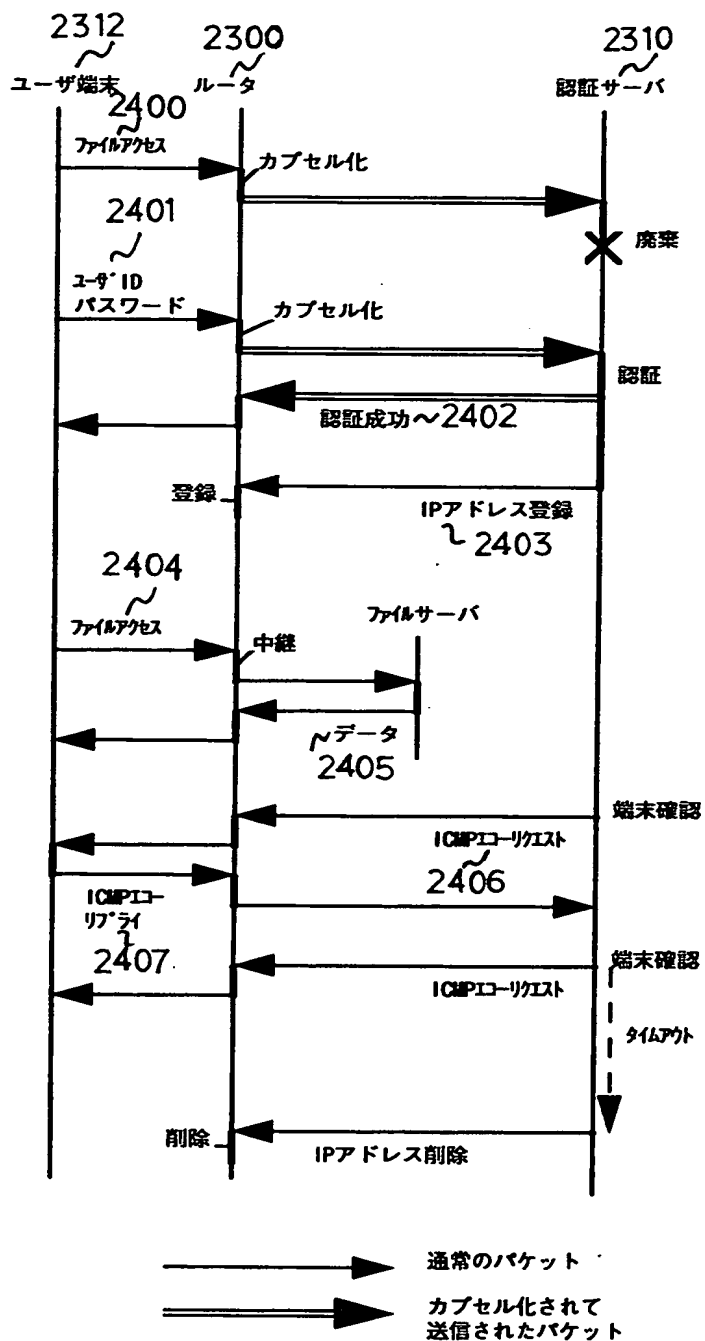 2312
2300
2310
ユーザ端末
ルータ
認証サーバ
2400
ファイルアクセス
カプセル化
2401
廃棄
ユーザID
パスワード
カプセル化
認証
認証成功~2402
登録
IPアドレス登録
2403
2404
ファイルアクセス
ファイルサーバ
中継
データ
2405
端末確認
ICMPエコーリクエスト
2406
ICMPエコー
リプライ
2407
端末確認
ICMPエコーリクエスト
タイムアウト
削除
IPアドレス削除
通常のパケット
カプセル化されて
送信されたパケット